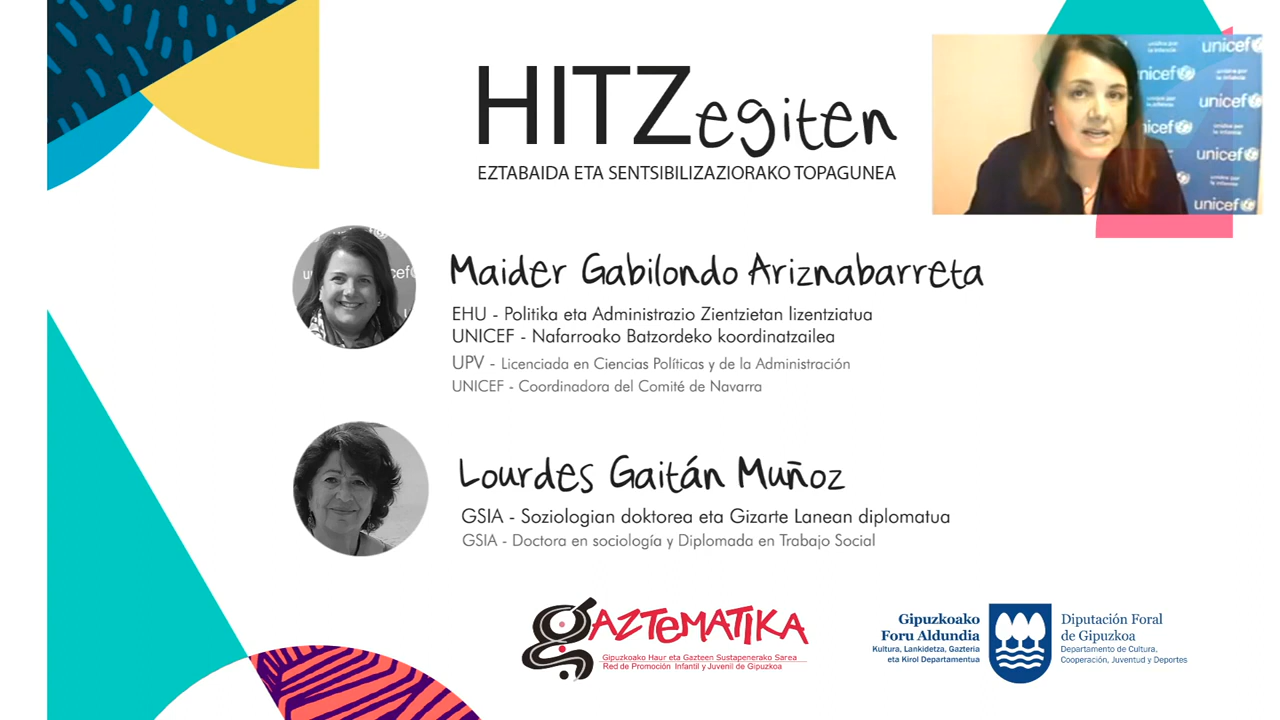 HITZegiten
EZTABAIDA ETA SENTSIBILIZAZIORAKO TOPAGUNEA
unicef
unicef
unicef
unicef
unicef
unicef
Maider Gabilondo Ariznabarreta
EHU - Politika eta Administrazio Zientzietan lizentziatua
UNICEF - Nafarroako Batzordeko koordinatzailea
UPV - Licenciada en Ciencias Políticas y de la Administración
UNICEF - Coordinadora del Comité de Navarra
Lourdes Gaitán Muñoz
GSIA - Soziologian doktorea eta Gizarte Lanean diplomatua
GSIA - Doctora en sociología y Diplomada en Trabajo Social
gAZTeMATIKA
Gipuzkoako Haur eta Gazteen Sustapenerako Sarea
Red de Promoción Infantil y Juvenil de Gipuzkoa
Gipuzkoako
Foru Aldundia
Kultura, Lankidetza, Gazteria
eta Kirol Departamentua
Diputación Foral
de Gipuzkoa
Departamento de Cultura,
Cooperación, Juventud y Deportes